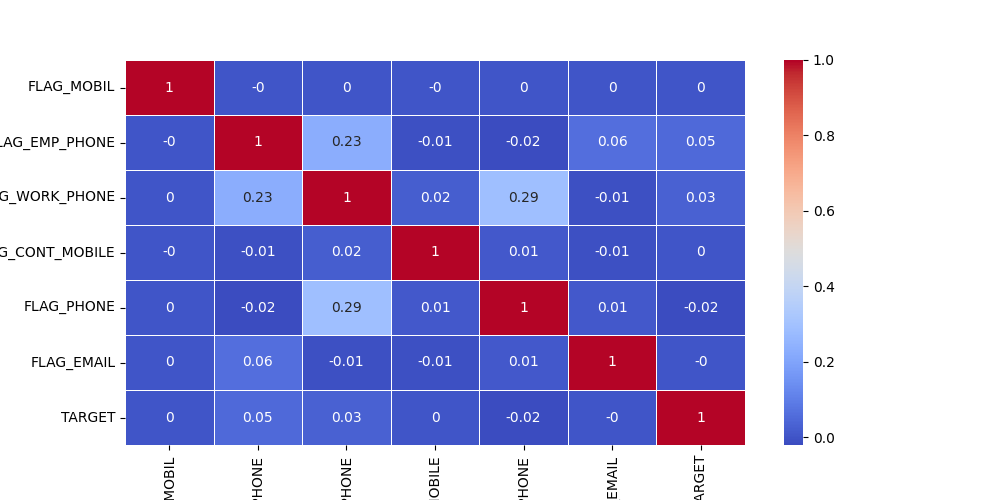 FLAG_MOBIL 1 -0 0 -0 0 0 0
LAG_EMP_PHONE -0 1 0.23 -0.01 -0.02 0.06 0.05
G_WORK_PHONE 0 0.23 1 0.02 0.29 -0.01 0.03
G_CONT_MOBILE -0 -0.01 0.02 1 0.01 -0.01 0
FLAG_PHONE 0 -0.02 0.29 0.01 1 0.01 -0.02
FLAG_EMAIL 0 0.06 -0.01 -0.01 0.01 1 -0
TARGET 0 0.05 0.03 0 -0.02 -0 1
MOBIL PHONE PHONE OBILE PHONE EMAIL ARGET
1.0
0.8
0.6
0.4
0.2
0.0